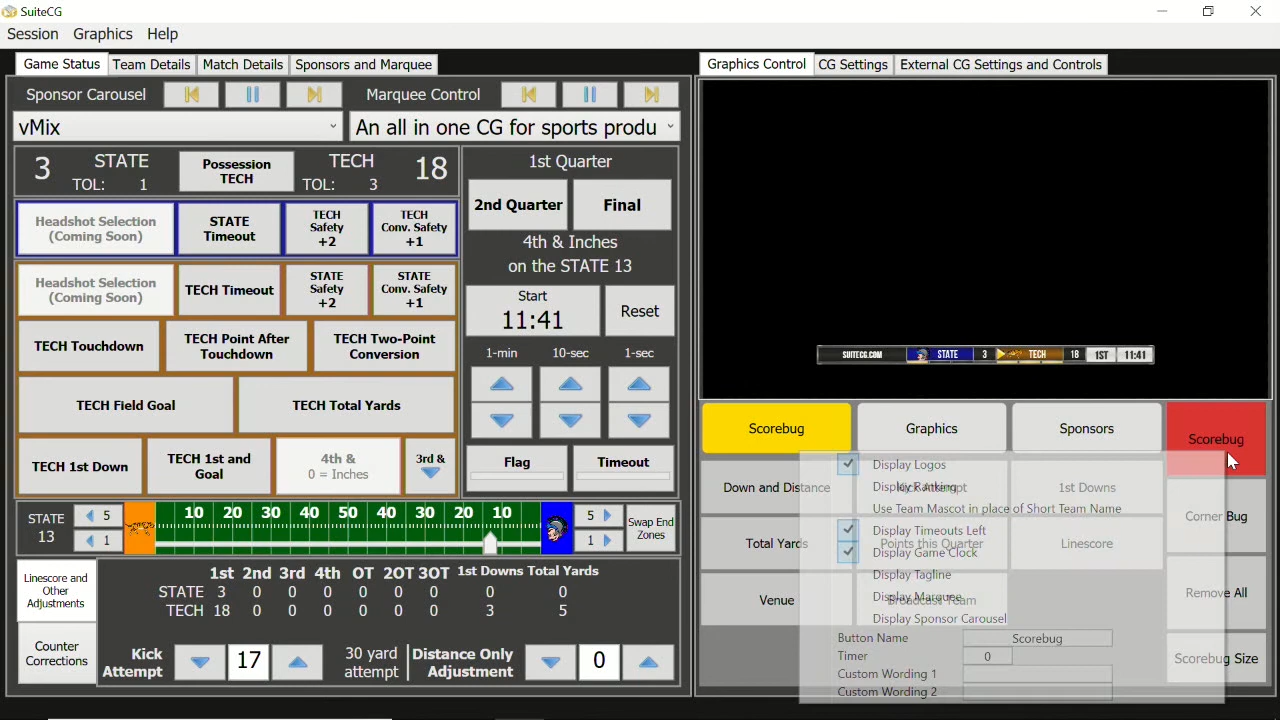 SuiteCG
Session Graphics Help
Game Status Team Details Match Details Sponsors and Marquee
Sponsor Carousel Marquee Control
vMix An all in one CG for sports produ
3 STATE TOL: 1
Possession
TECH
TECH TOL: 3 18
Headshot Selection
(Coming Soon)
STATE
Timeout
TECH
Safety
+2
TECH
Conv. Safety
+1
Headshot Selection
(Coming Soon)
TECH Timeout
STATE
Safety
+2
STATE
Conv. Safety
+1
TECH Touchdown
TECH Point After
Touchdown
TECH Two-Point
Conversion
TECH Field Goal TECH Total Yards
TECH 1st Down
TECH 1st and
Goal
4th &
0 = Inches
3rd &
1st Quarter
2nd Quarter Final
4th & Inches
on the STATE 13
Start
11:41
Reset
1-min 10-sec 1-sec
Flag Timeout
STATE
13
5
1
10 20 30 40 50 40 30 20 10
5
1
Swap End
Zones
Linescore and
Other
Adjustments
Counter
Corrections
1st 2nd 3rd 4th OT 2OT 3OT 1st Downs Total Yards
STATE 3 0 0 0 0 0 0 0 0
TECH 18 0 0 0 0 0 0 3 5
Kick
Attempt
17
30 yard
attempt
Distance Only
Adjustment
0
Graphics Control CG Settings External CG Settings and Controls
SUITECG.COM STATE 3 TECH 18 1ST 11:41
Scorebug Graphics Sponsors Scorebug
Down and Distance Kick Attempt 1st Downs
Corner Bug
Total Yards Points this Quarter Linescore
Venue Broadcast Team Remove All
Scorebug Size
Display Logos
Display Ranking
Use Team Mascot in place of Short Team Name
Display Timeouts Left
Display Game Clock
Display Tagline
Display Marquee
Display Sponsor Carousel
Button Name Scorebug
Timer 0
Custom Wording 1
Custom Wording 2